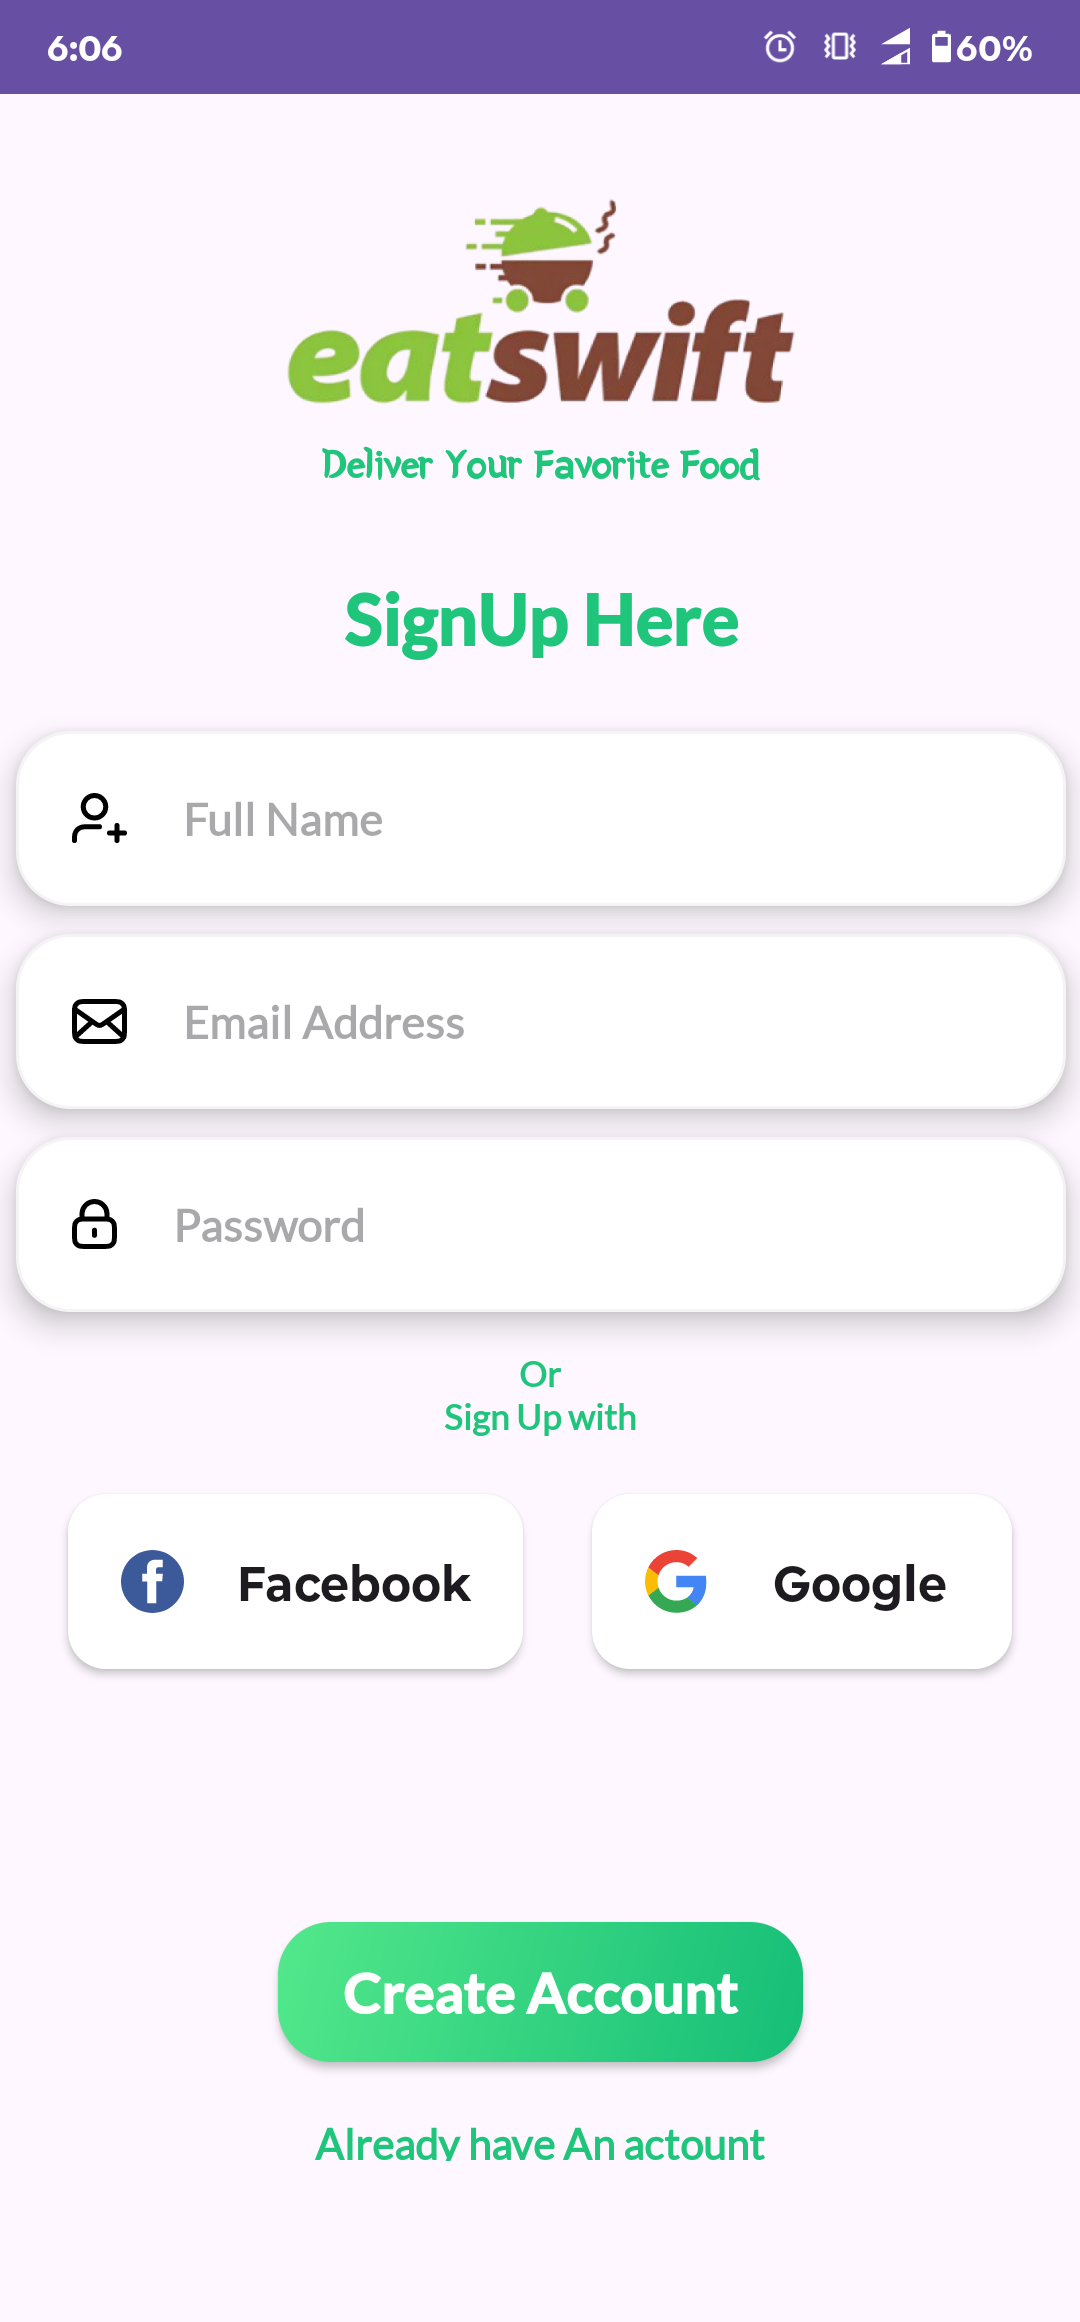 6:06
60%
eatswift
Deliver Your Favorite Food
SignUp Here
Full Name
Email Address
Password
Or
Sign Up with
Facebook
Google
Create Account
Already have An actount